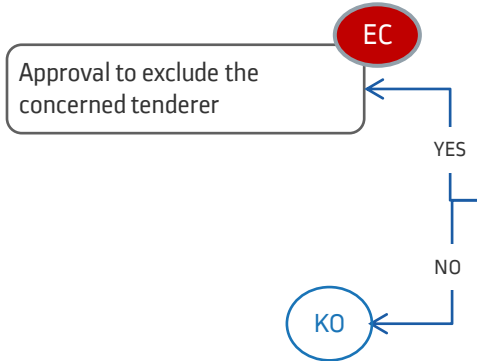 EC
Approval to exclude the
concerned tenderer
YES
NO
KO